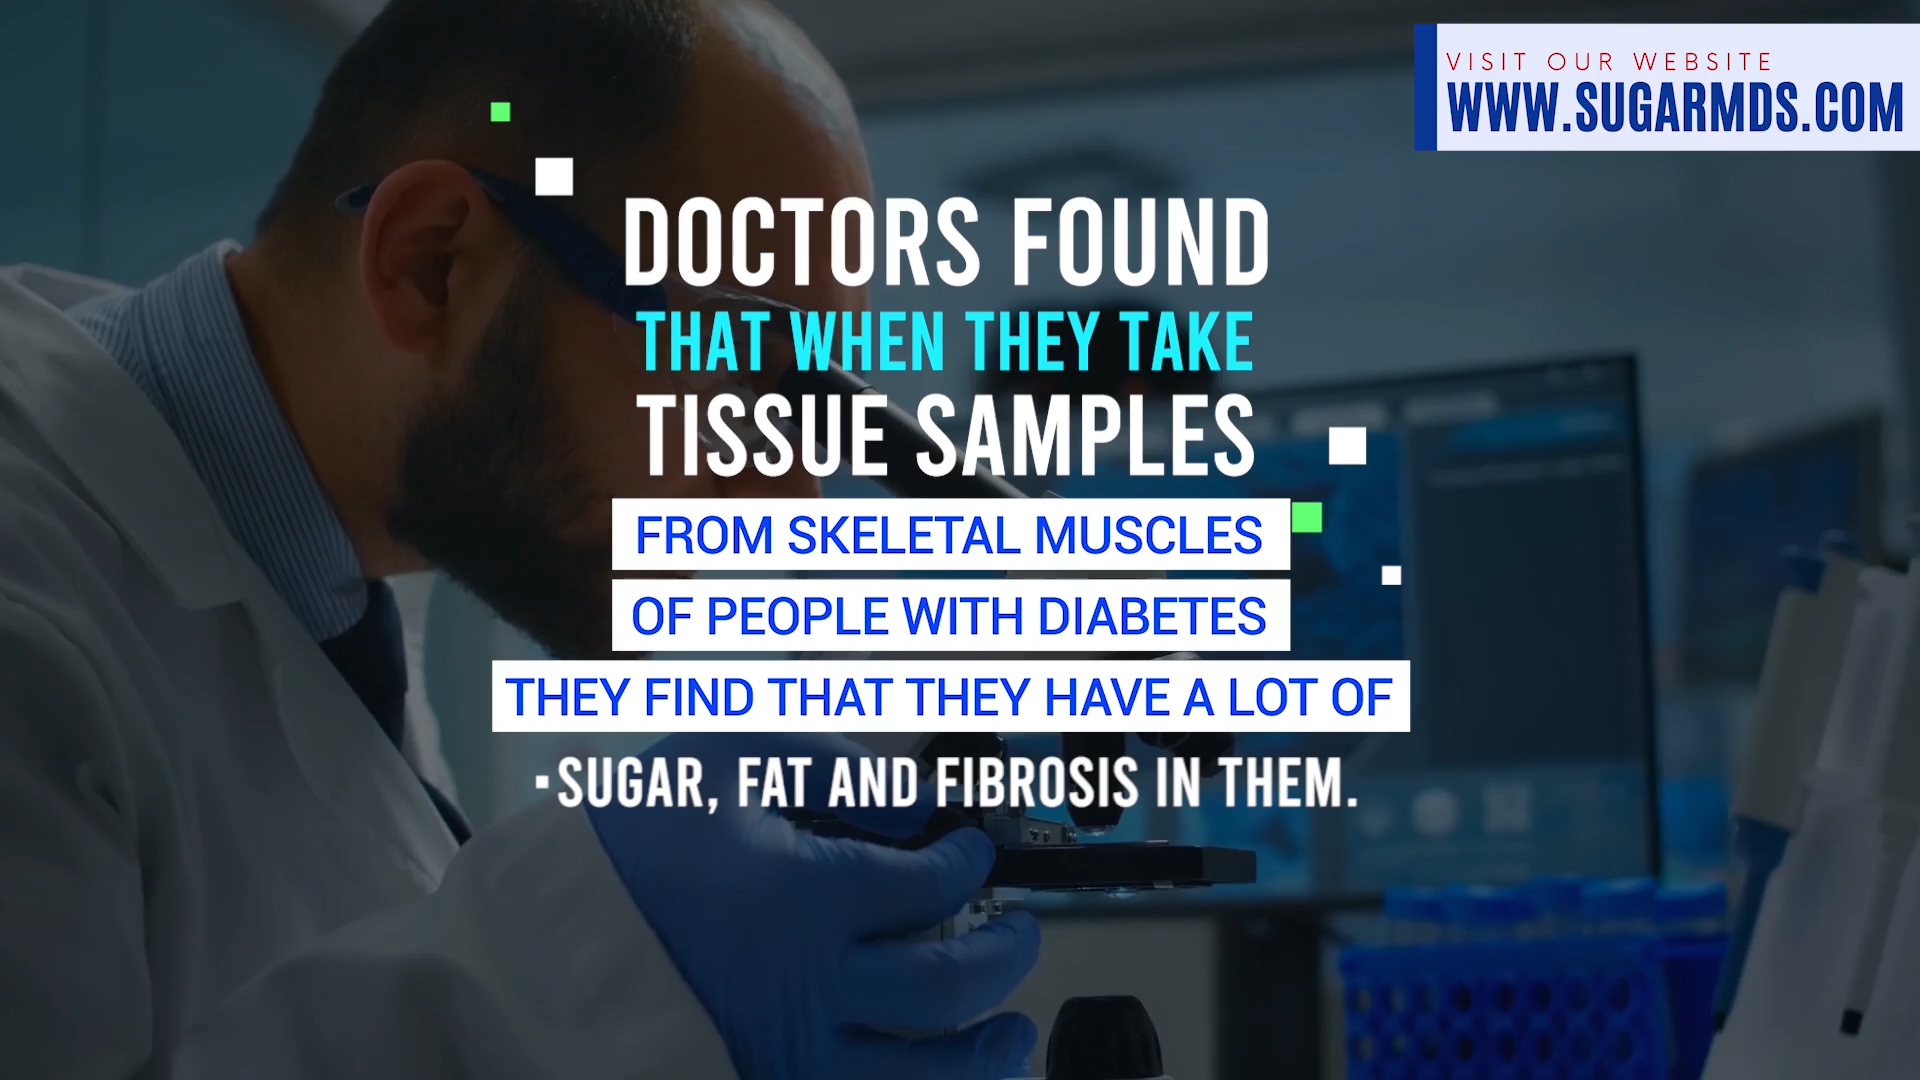 VISIT OUR WEBSITE
WWW.SUGARMDS.COM
DOCTORS FOUND
THAT WHEN THEY TAKE
TISSUE SAMPLES
FROM SKELETAL MUSCLES
OF PEOPLE WITH DIABETES
THEY FIND THAT THEY HAVE A LOT OF
▪SUGAR, FAT AND FIBROSIS IN THEM.